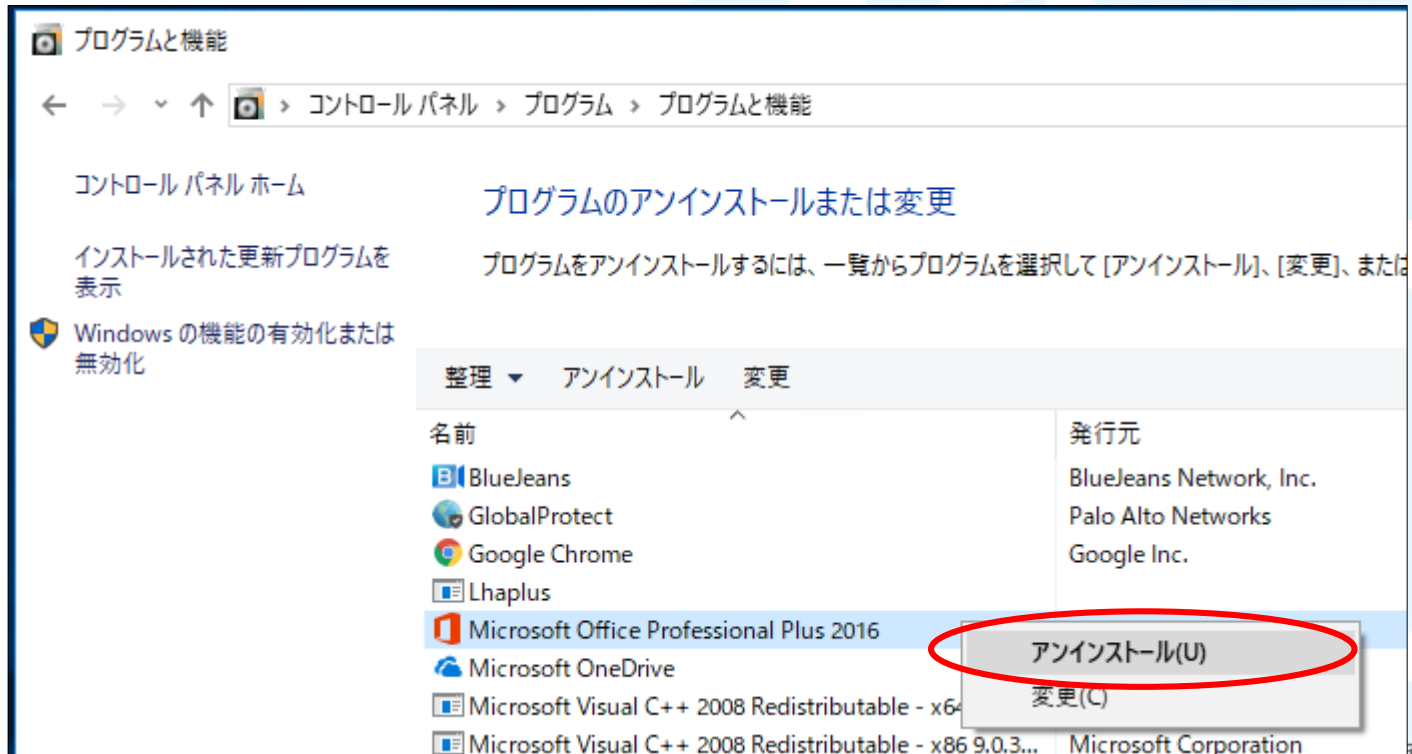 プログラムと機能
コントロール パネル › プログラム › プログラムと機能
コントロール パネル ホーム
インストールされた更新プログラムを
表示
Windows の機能の有効化または
無効化
プログラムのアンインストールまたは変更
プログラムをアンインストールするには、一覧からプログラムを選択して [アンインストール]、[変更]、または
整理 アンインストール 変更
名前 発行元
BlueJeans BlueJeans Network, Inc.
GlobalProtect Palo Alto Networks
Google Chrome Google Inc.
Lhaplus
Microsoft Office Professional Plus 2016
アンインストール(U)
Microsoft OneDrive
変更(C)
Microsoft Visual C++ 2008 Redistributable - x64
Microsoft Visual C++ 2008 Redistributable - x86 9.0.3... Microsoft Corporation